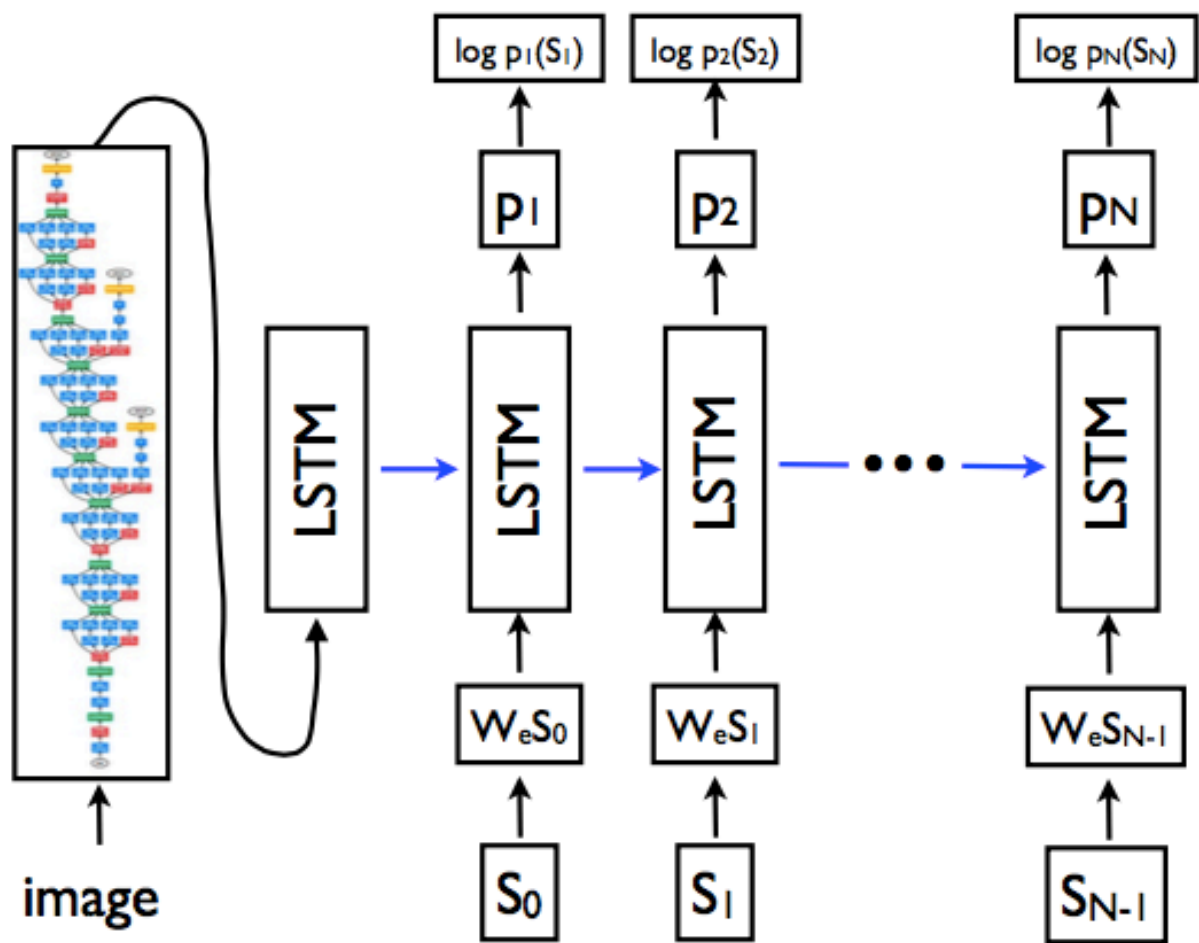 log p1(S1) log p2(S2) log pN(SN)
p1 p2 pN
LSTM LSTM LSTM LSTM
WeS0 WeS1 WeSN-1
image S0 S1 SN-1